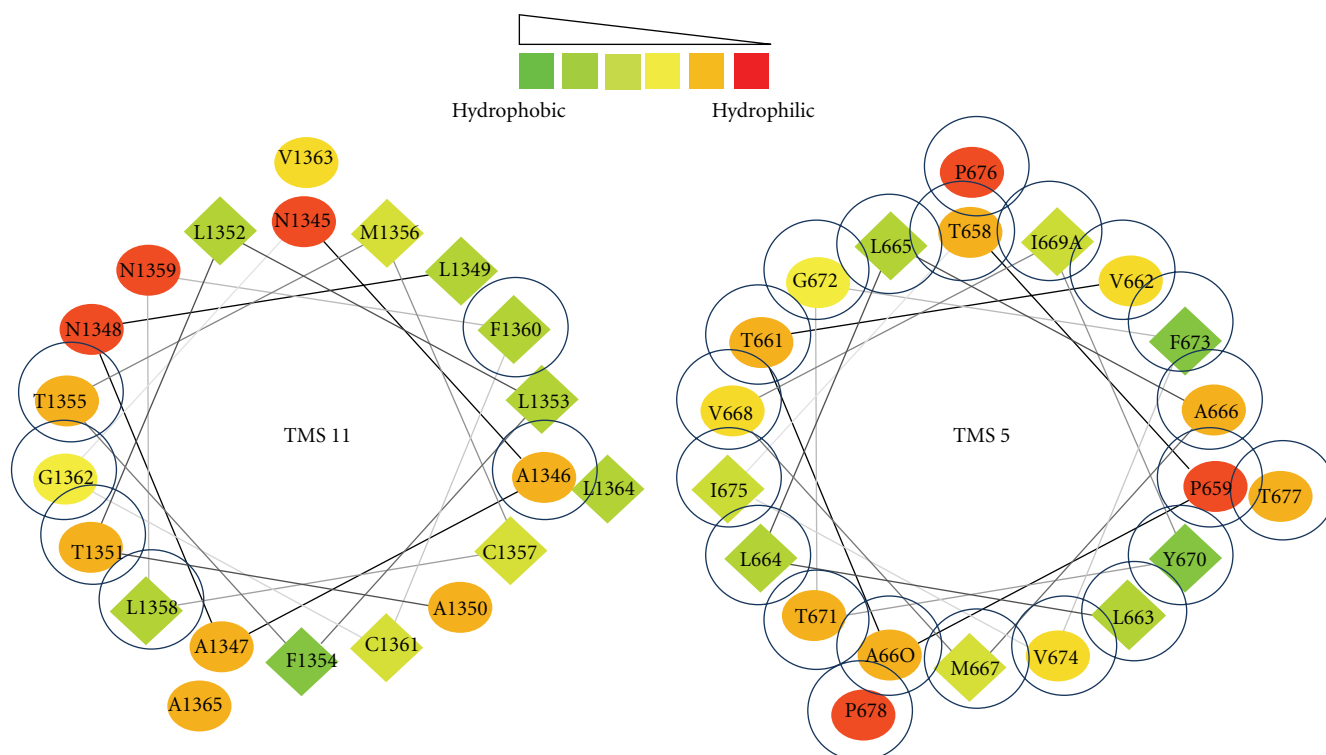 Hydrophobic Hydrophilic
V1363
N1345
L1352
M1356
N1359
L1349
N1348
F1360
T1355
L1353
TMS 11
G1362
A1346
L1364
T1351
C1357
L1358
A1350
A1347
F1354
C1361
A1365
P676
T658
L665
I669A
G672
V662
T661
F673
V668
A666
TMS 5
I675
P659
T677
L664
Y670
T671
L663
A66O
M667
V674
P678